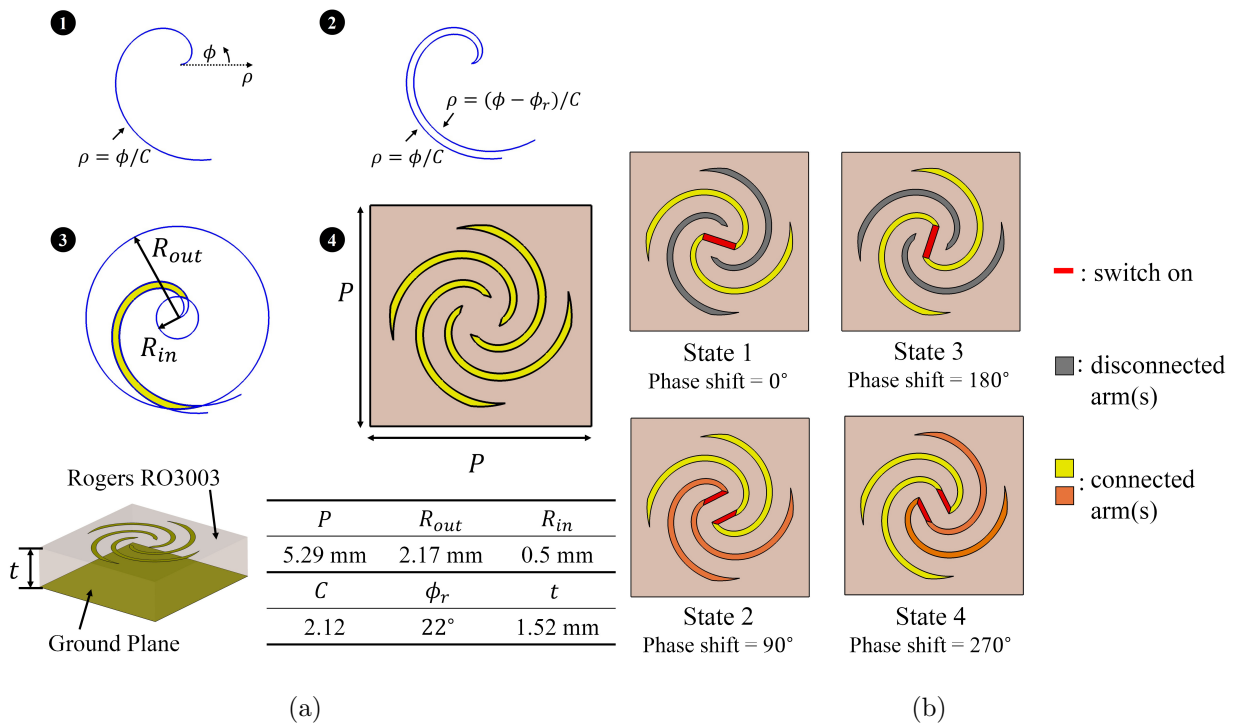 1
ϕ
ρ
ρ = ϕ/C
2
ρ = (ϕ − ϕr)/C
ρ = ϕ/C
3
Rout
Rin
4
P
P
Rogers RO3003
t
Ground Plane
P Rout Rin
5.29 mm 2.17 mm 0.5 mm
C ϕr t
2.12 22° 1.52 mm
(a)
State 1
Phase shift = 0°
State 3
Phase shift = 180°
State 2
Phase shift = 90°
State 4
Phase shift = 270°
: switch on
: disconnected
arm(s)
: connected
arm(s)
(b)